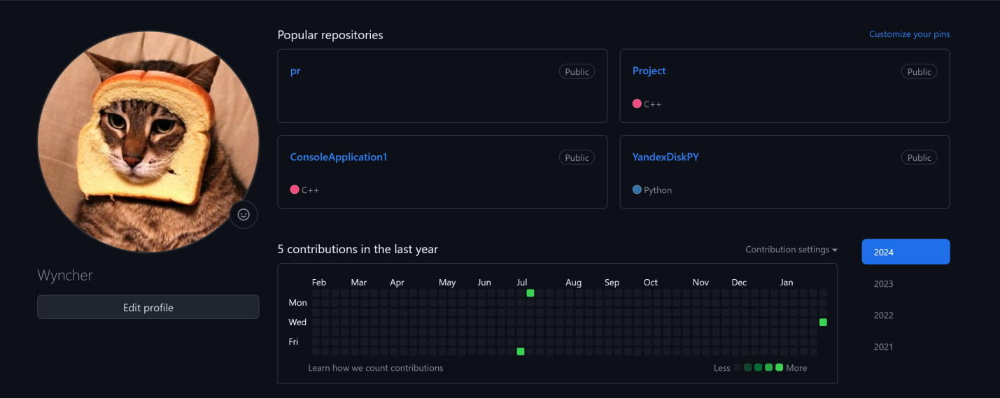 Popular repositories
Customize your pins
pr
Public
Project
Public
C++
ConsoleApplication1
Public
C++
YandexDiskPY
Public
Python
Wyncher
Edit profile
5 contributions in the last year
Contribution settings
2024
2023
2022
2021
Feb Mar Apr May Jun Jul Aug Sep Oct Nov Dec Jan
Mon
Wed
Fri
Learn how we count contributions
Less More